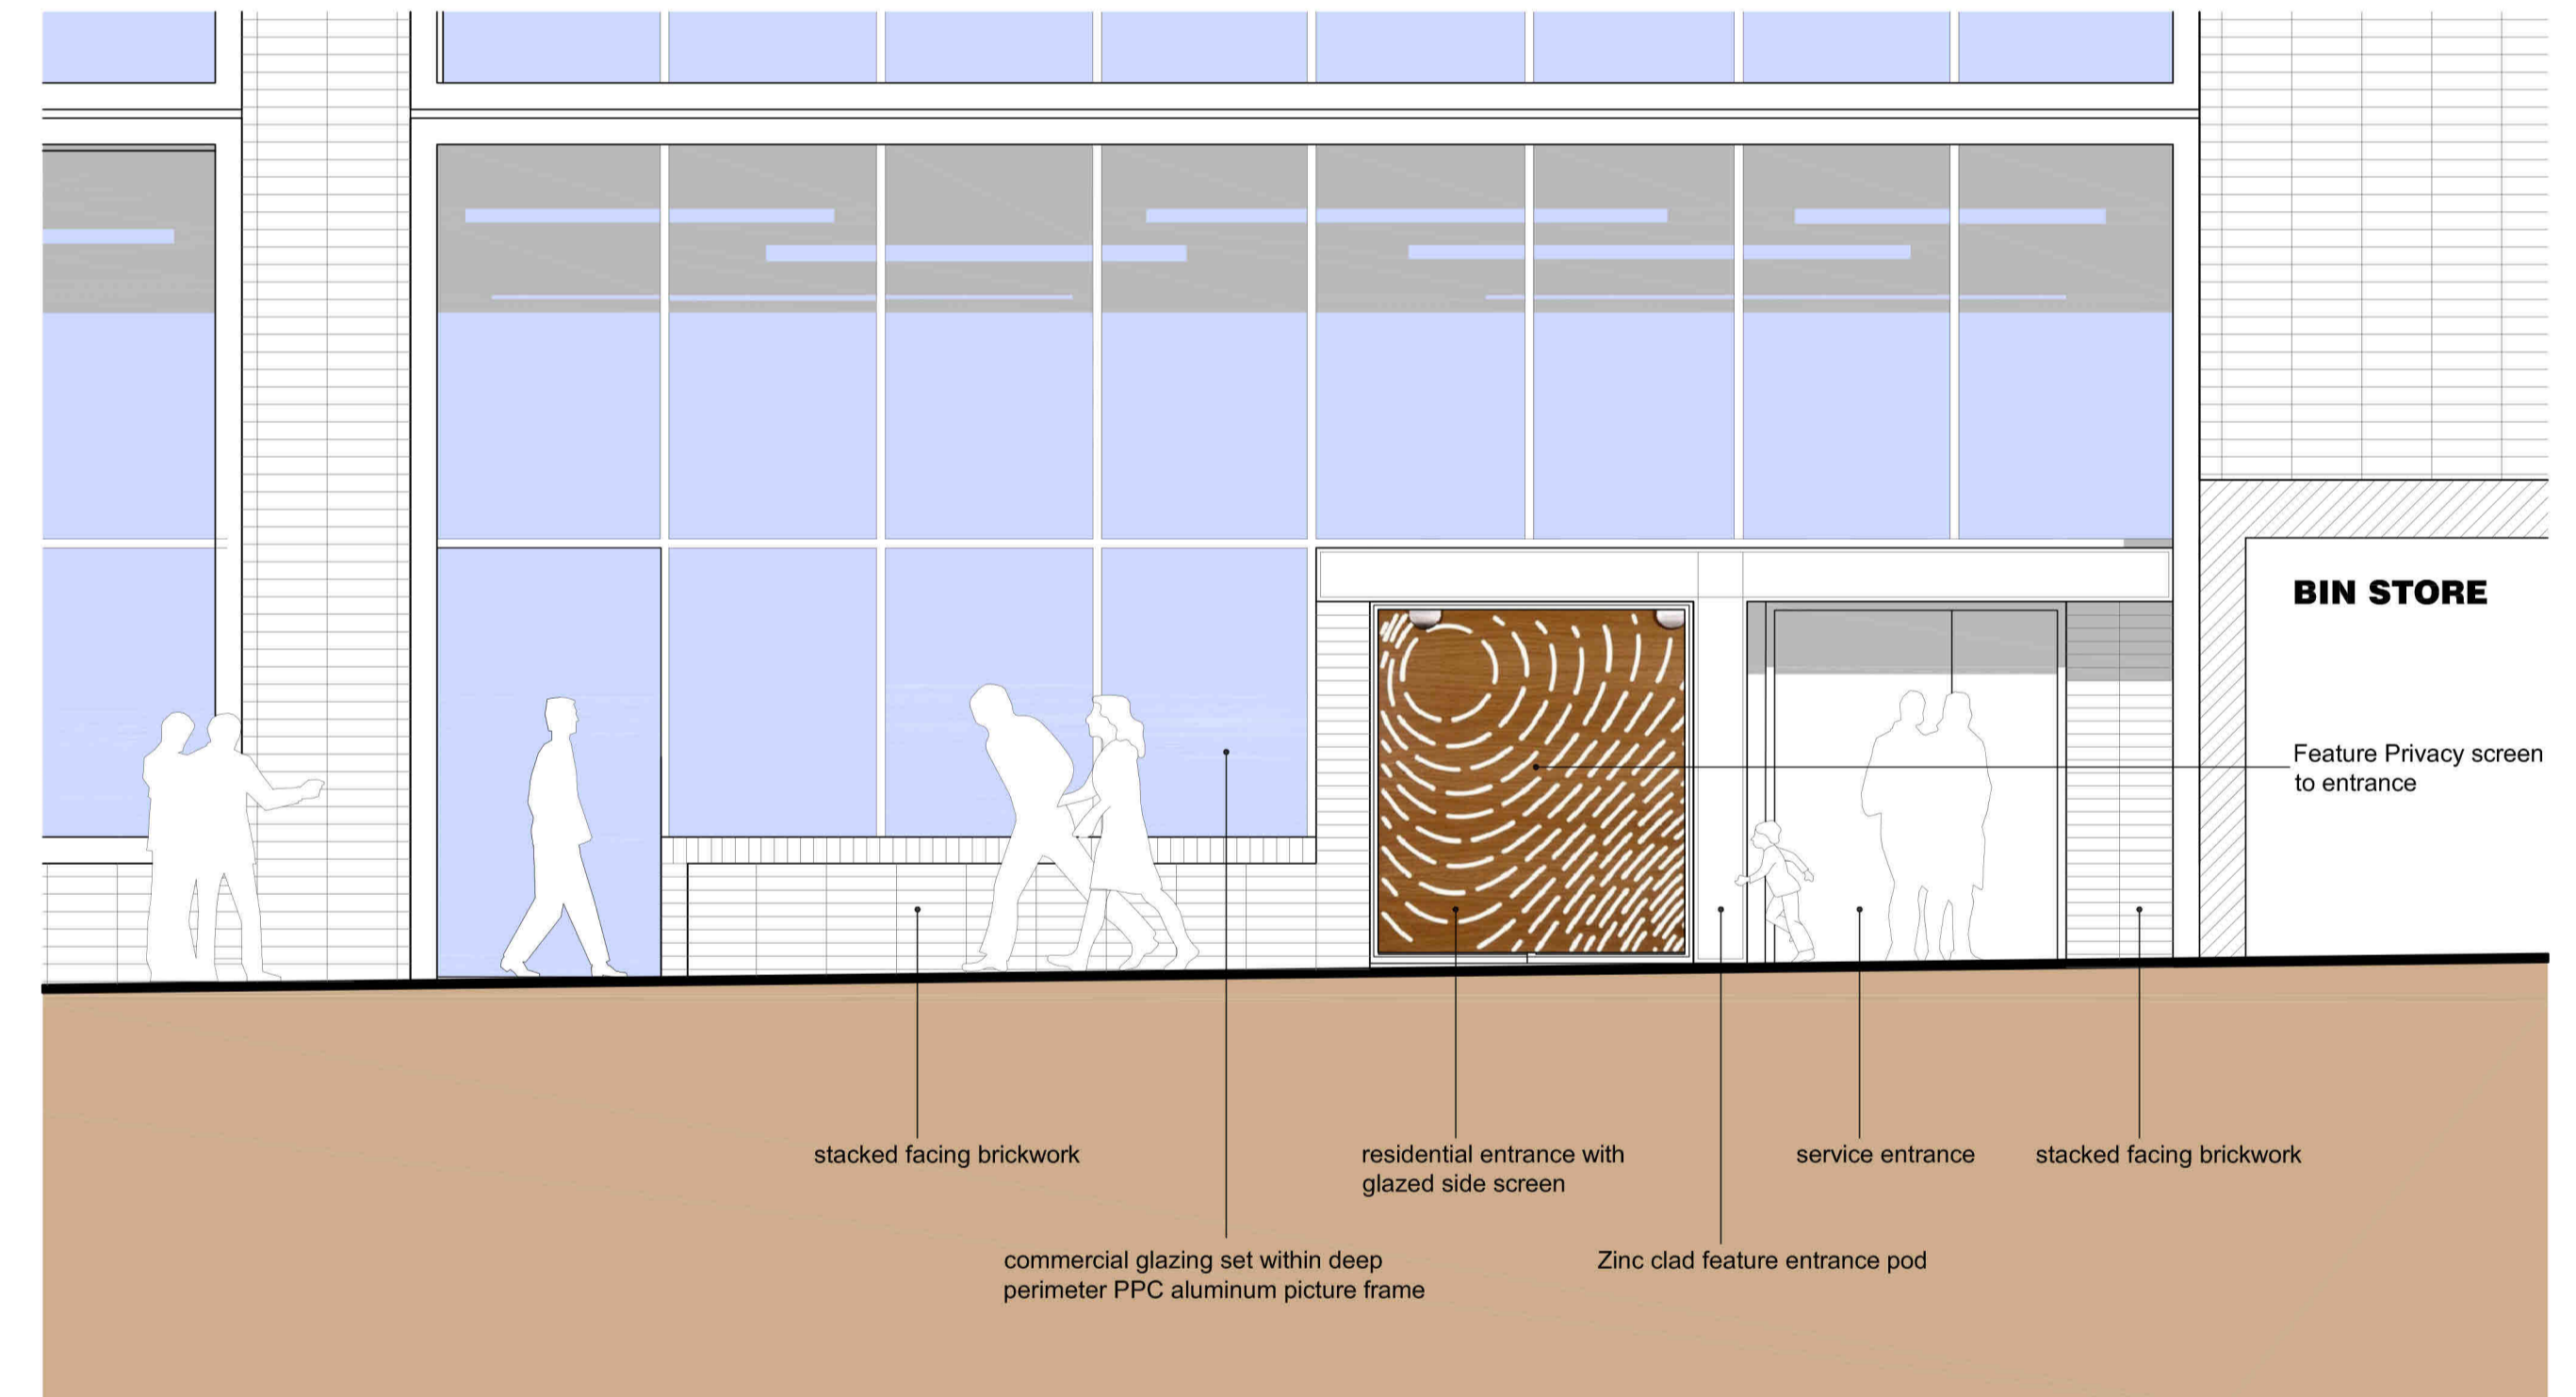 BIN STORE
Feature Privacy screen
to entrance
stacked facing brickwork
residential entrance with
glazed side screen
service entrance
stacked facing brickwork
commercial glazing set within deep
perimeter PPC aluminum picture frame
Zinc clad feature entrance pod